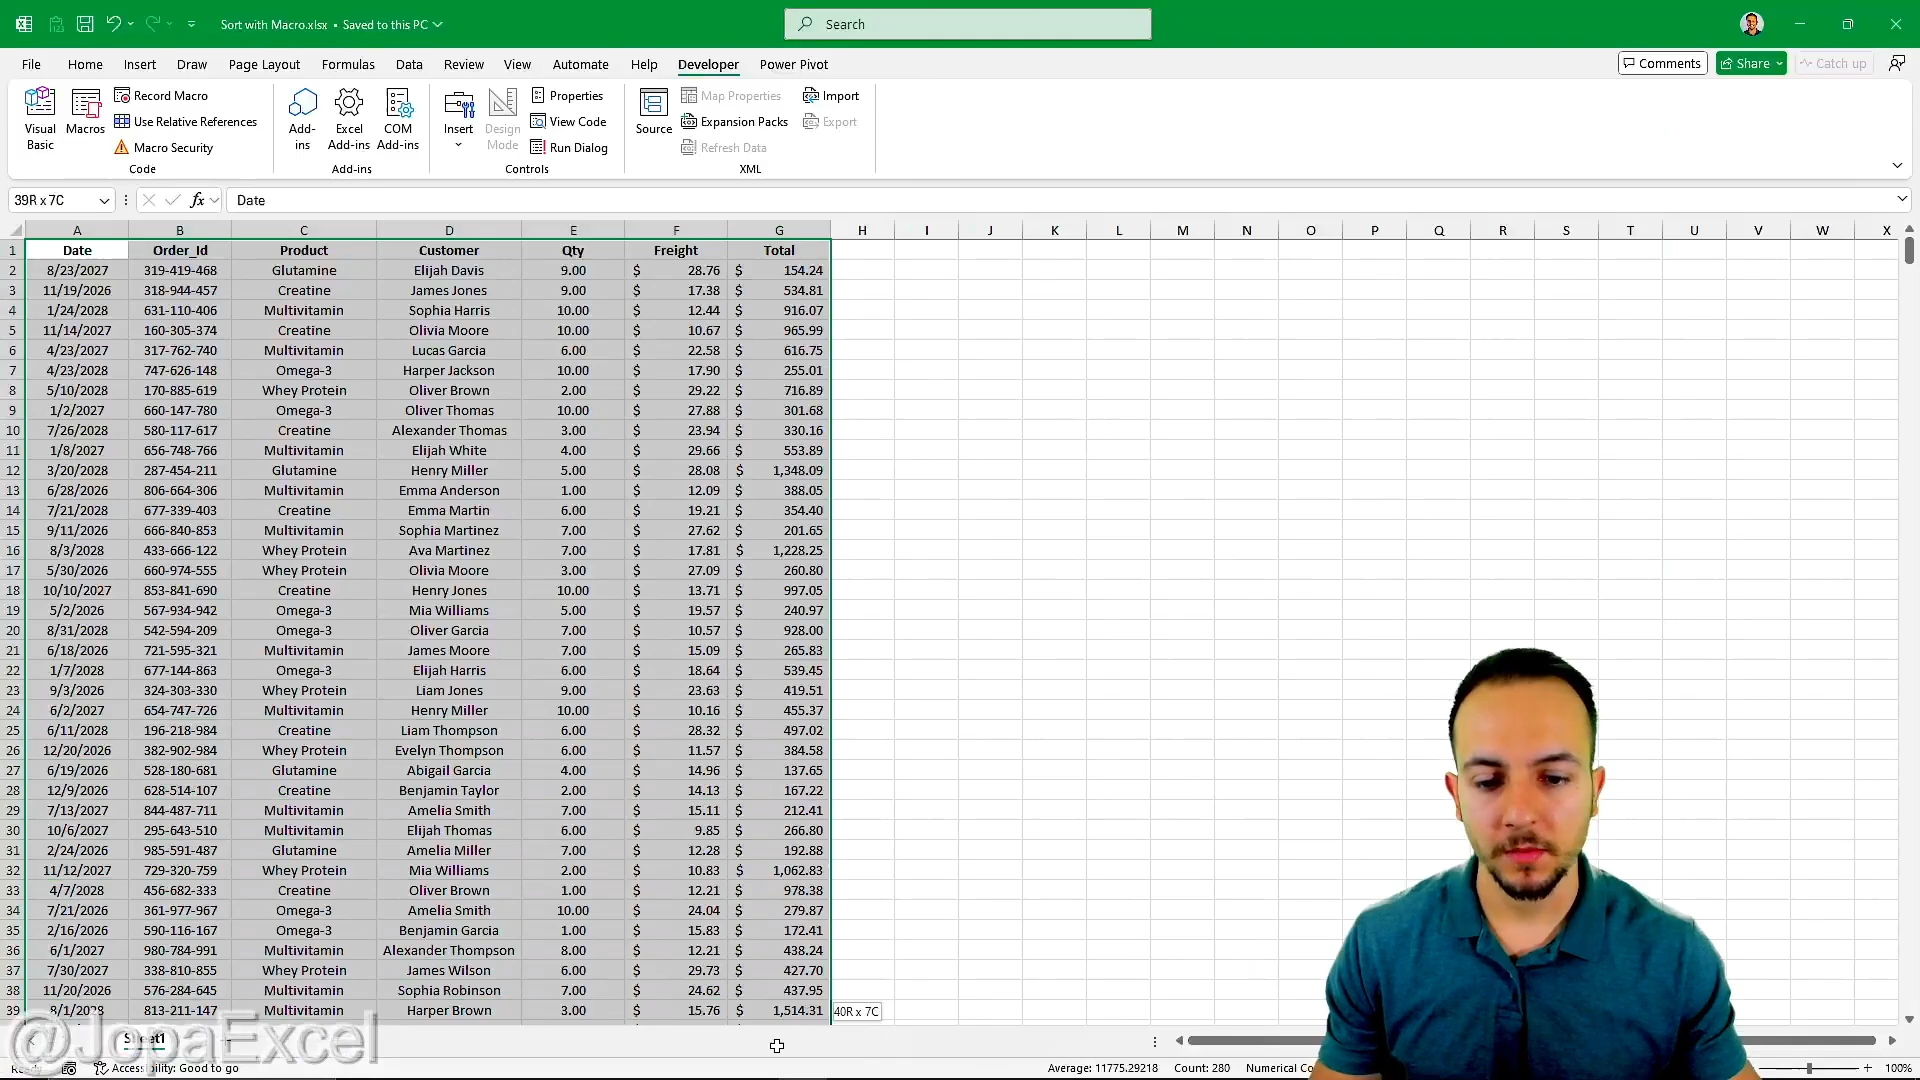 Sort with Macro.xlsx • Saved to this PC
Search
File Home Insert Draw Page Layout Formulas Data Review View Automate Help Developer Power Pivot
Comments Share Catch up
Visual Basic
Macros
Record Macro
Use Relative References
Macro Security
Code
Add-ins
Excel Add-ins
COM Add-ins
Add-ins
Insert
Design Mode
Properties
View Code
Run Dialog
Controls
Source
Map Properties
Expansion Packs
Refresh Data
Import
Export
XML
39R x 7C fx Date
A B C D E F G H I J K L M N O P Q R S T U V W X
1 Date Order_Id Product Customer Qty Freight Total
2 8/23/2027 319-419-468 Glutamine Elijah Davis 9.00 $ 28.76 $ 154.24
3 11/19/2026 318-944-457 Creatine James Jones 9.00 $ 17.38 $ 534.81
4 1/24/2028 631-110-406 Multivitamin Sophia Harris 10.00 $ 12.44 $ 916.07
5 11/14/2027 160-305-374 Creatine Olivia Moore 10.00 $ 10.67 $ 965.99
6 4/23/2027 317-762-740 Multivitamin Lucas Garcia 6.00 $ 22.58 $ 616.75
7 4/23/2028 747-626-148 Omega-3 Harper Jackson 10.00 $ 17.90 $ 255.01
8 5/10/2028 170-885-619 Whey Protein Oliver Brown 2.00 $ 29.22 $ 716.89
9 1/2/2027 660-147-780 Omega-3 Oliver Thomas 10.00 $ 27.88 $ 301.68
10 7/26/2028 580-117-617 Creatine Alexander Thomas 3.00 $ 23.94 $ 330.16
11 1/8/2027 656-748-766 Multivitamin Elijah White 4.00 $ 29.66 $ 553.89
12 3/20/2028 287-454-211 Glutamine Henry Miller 5.00 $ 28.08 $ 1,348.09
13 6/28/2026 806-664-306 Multivitamin Emma Anderson 1.00 $ 12.09 $ 388.05
14 7/21/2028 677-339-403 Creatine Emma Martin 6.00 $ 19.21 $ 354.40
15 9/11/2026 666-840-853 Multivitamin Sophia Martinez 7.00 $ 27.62 $ 201.65
16 8/3/2028 433-666-122 Whey Protein Ava Martinez 7.00 $ 17.81 $ 1,228.25
17 5/30/2026 660-974-555 Whey Protein Olivia Moore 3.00 $ 27.09 $ 260.80
18 10/10/2027 853-841-690 Creatine Henry Jones 10.00 $ 13.71 $ 997.05
19 5/2/2026 567-934-942 Omega-3 Mia Williams 5.00 $ 19.57 $ 240.97
20 8/31/2028 542-594-209 Omega-3 Oliver Garcia 7.00 $ 10.57 $ 928.00
21 6/18/2026 721-595-321 Multivitamin James Moore 7.00 $ 15.09 $ 265.83
22 1/7/2028 677-144-863 Omega-3 Elijah Harris 6.00 $ 18.64 $ 539.45
23 9/3/2026 324-303-330 Whey Protein Liam Jones 9.00 $ 23.63 $ 419.51
24 6/2/2027 654-747-726 Multivitamin Henry Miller 10.00 $ 10.16 $ 455.37
25 6/11/2028 196-218-984 Creatine Liam Thompson 6.00 $ 28.32 $ 497.02
26 12/20/2026 382-902-984 Whey Protein Evelyn Thompson 6.00 $ 11.57 $ 384.58
27 6/19/2026 528-180-681 Glutamine Abigail Garcia 4.00 $ 14.96 $ 137.65
28 12/9/2026 628-514-107 Creatine Benjamin Taylor 2.00 $ 14.13 $ 167.22
29 7/13/2027 844-487-711 Multivitamin Amelia Smith 7.00 $ 15.11 $ 212.41
30 10/6/2027 295-643-510 Multivitamin Elijah Thomas 6.00 $ 9.85 $ 266.80
31 2/24/2026 985-591-487 Glutamine Amelia Miller 7.00 $ 12.28 $ 192.88
32 11/12/2027 729-320-759 Whey Protein Mia Williams 2.00 $ 10.83 $ 1,062.83
33 4/7/2028 456-682-333 Creatine Oliver Brown 1.00 $ 12.21 $ 978.38
34 7/21/2026 361-977-967 Omega-3 Amelia Smith 10.00 $ 24.04 $ 279.87
35 2/16/2026 590-116-167 Omega-3 Benjamin Garcia 1.00 $ 15.83 $ 172.41
36 6/1/2027 980-784-991 Multivitamin Alexander Thompson 8.00 $ 12.21 $ 438.24
37 7/30/2027 338-810-855 Whey Protein James Wilson 6.00 $ 29.73 $ 427.70
38 11/20/2026 576-284-645 Multivitamin Sophia Robinson 7.00 $ 24.62 $ 437.95
39 8/1/2028 813-211-147 Multivitamin Harper Brown 3.00 $ 15.76 $ 1,514.31 40R x 7C
@JopaExcel
Sheet1
Ready Accessibility: Good to go Average: 11775.29218 Count: 280 Numerical 100%